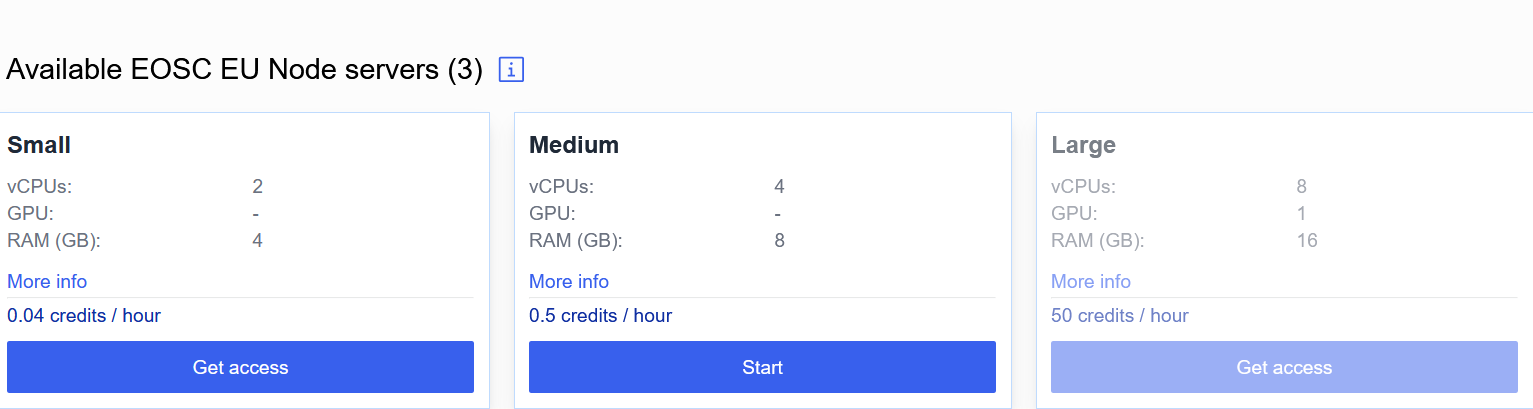 Available EOSC EU Node servers (3)
Small
vCPUs: 2
GPU: -
RAM (GB): 4
More info
0.04 credits / hour
Get access
Medium
vCPUs: 4
GPU: -
RAM (GB): 8
More info
0.5 credits / hour
Start
Large
vCPUs: 8
GPU: 1
RAM (GB): 16
More info
50 credits / hour
Get access